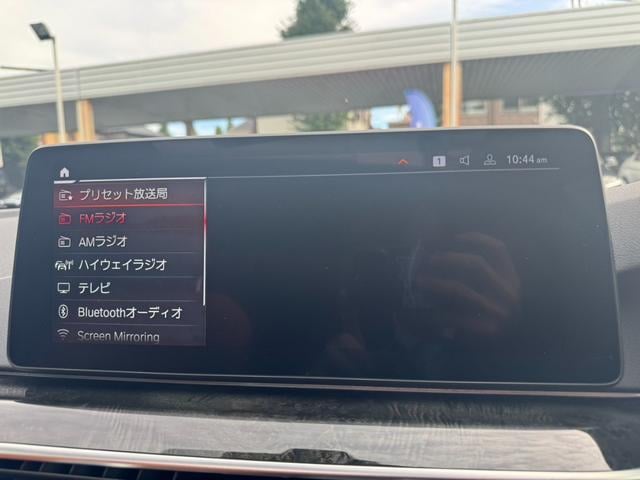 1 10:44 am
プリセット放送局
FMラジオ
AMラジオ
ハイウェイラジオ
テレビ
Bluetoothオーディオ
Screen Mirroring